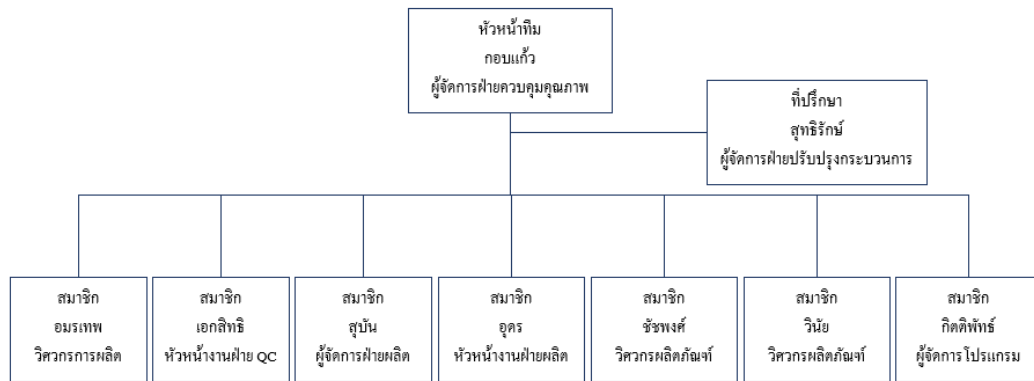 หัวหน้าทีม
กอบแก้ว
ผู้จัดการฝ่ายควบคุมคุณภาพ
ที่ปรึกษา
สุทธิรักษ์
ผู้จัดการฝ่ายปรับปรุงกระบวนการ
สมาชิก
อมรเทพ
วิศวกรการผลิต
สมาชิก
เอกสิทธิ
หัวหน้างานฝ่าย QC
สมาชิก
สุบัน
ผู้จัดการฝ่ายผลิต
สมาชิก
อุดร
หัวหน้างานฝ่ายผลิต
สมาชิก
ชัชพงศ์
วิศวกรผลิตภัณฑ์
สมาชิก
วินัย
วิศวกรผลิตภัณฑ์
สมาชิก
กิตติพัทธ์
ผู้จัดการโปรแกรม